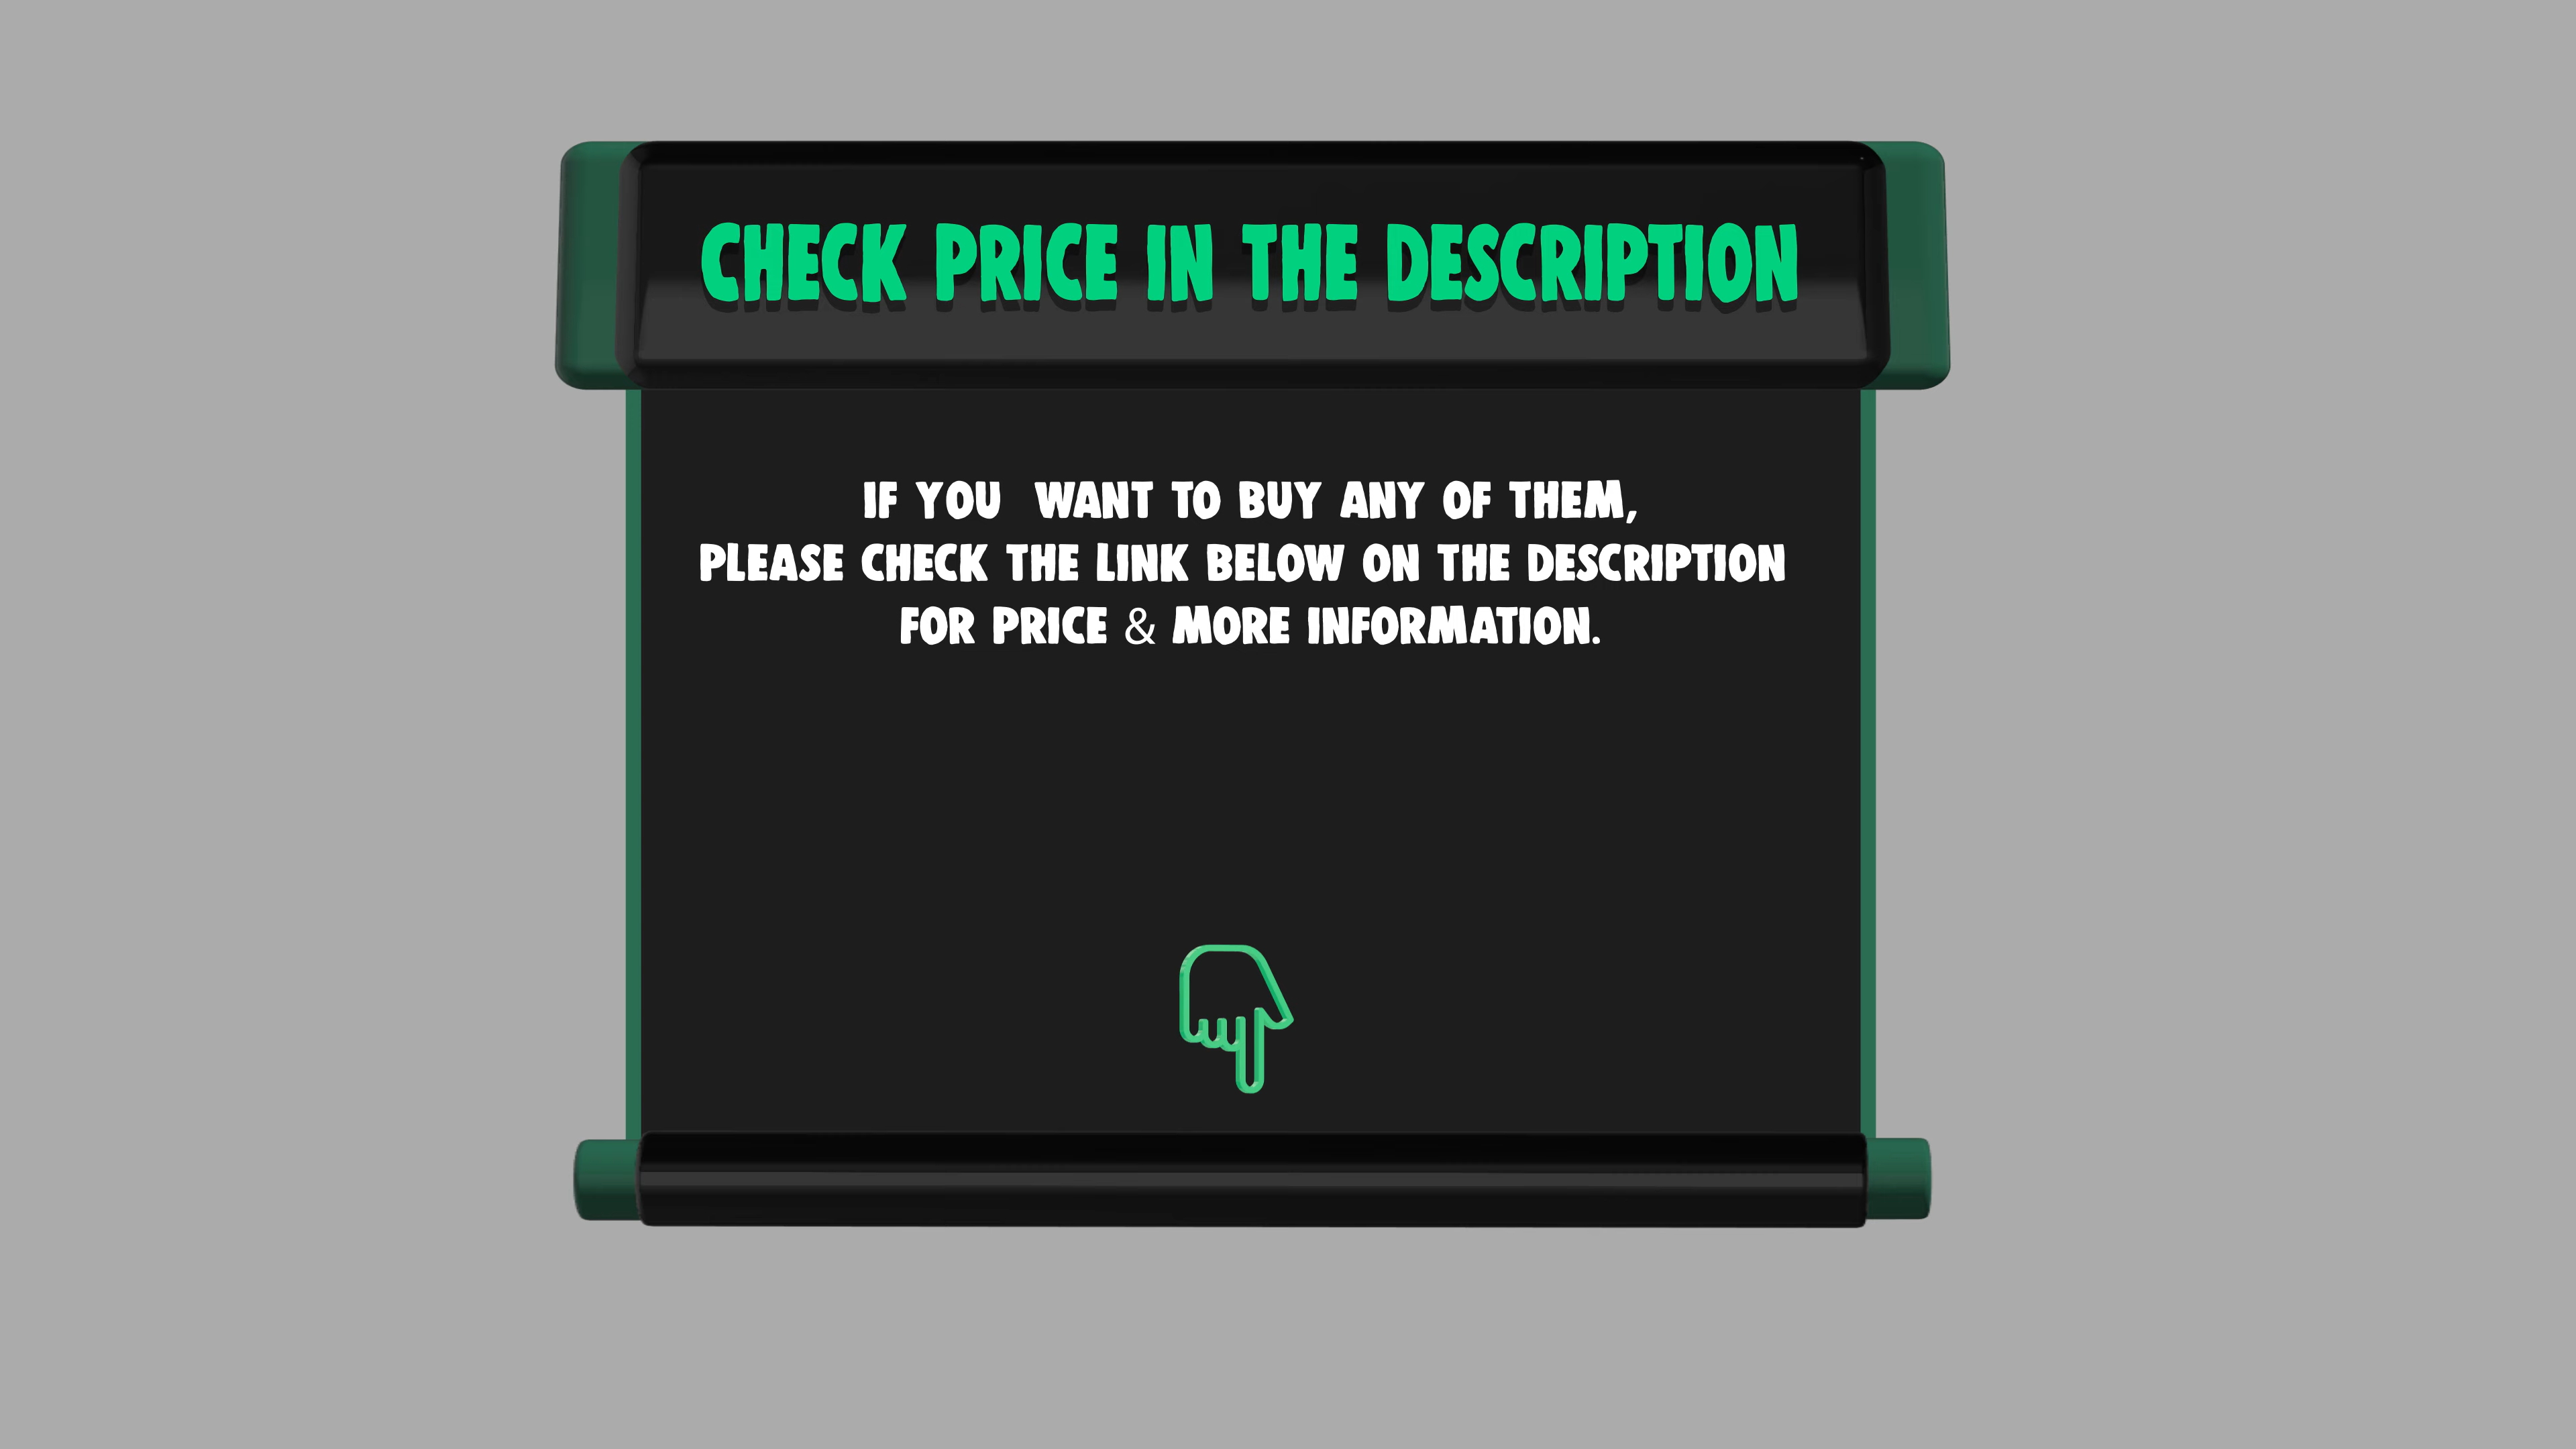 CHECK PRICE IN THE DESCRIPTION
IF YOU  WANT TO BUY ANY OF THEM,
PLEASE CHECK THE LINK BELOW ON THE DESCRIPTION
FOR PRICE & MORE INFORMATION.